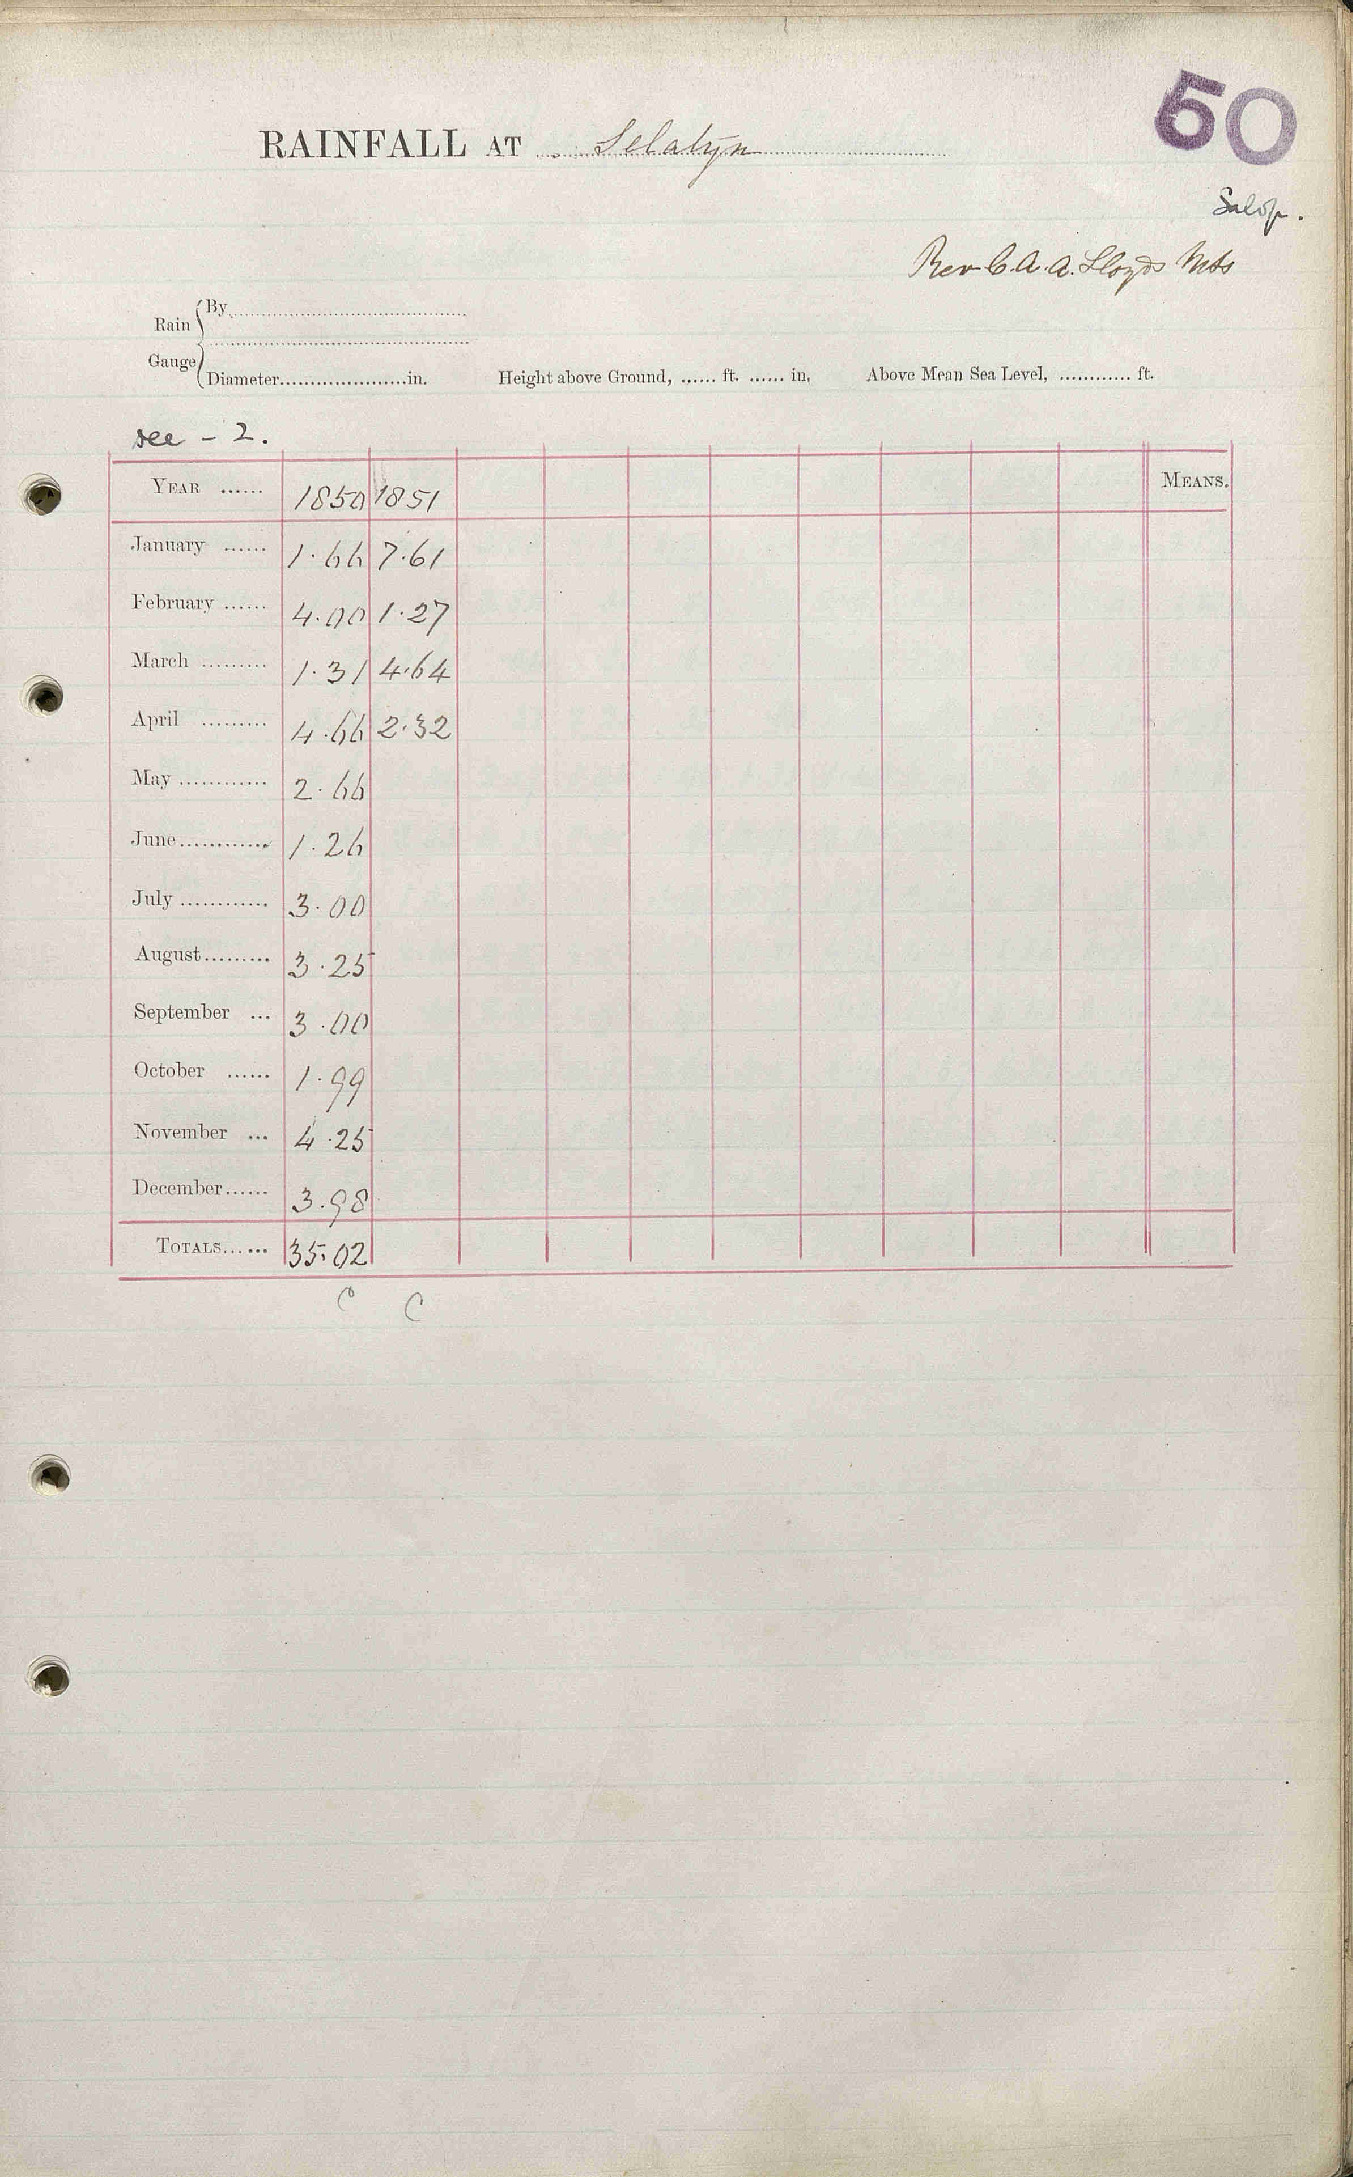 50
RAINFALL AT Selatyn
Salop.
Rev C. A. A. Lloyds Mss
Rain Gauge { By
Diameter.....................in. Height above Ground, ...... ft. ...... in. Above Mean Sea Level, ............ ft.
see - 2.
YEAR ...... 1850 1851 MEANS.
January ...... 1.66 7.61
February ...... 4.00 1.27
March ......... 1.31 4.64
April ......... 4.66 2.32
May ............ 2.66
June............ 1.26
July ............ 3.00
August......... 3.25
September ... 3.00
October ...... 1.99
November ... 4.25
December...... 3.98
TOTALS...... 35.02
C C